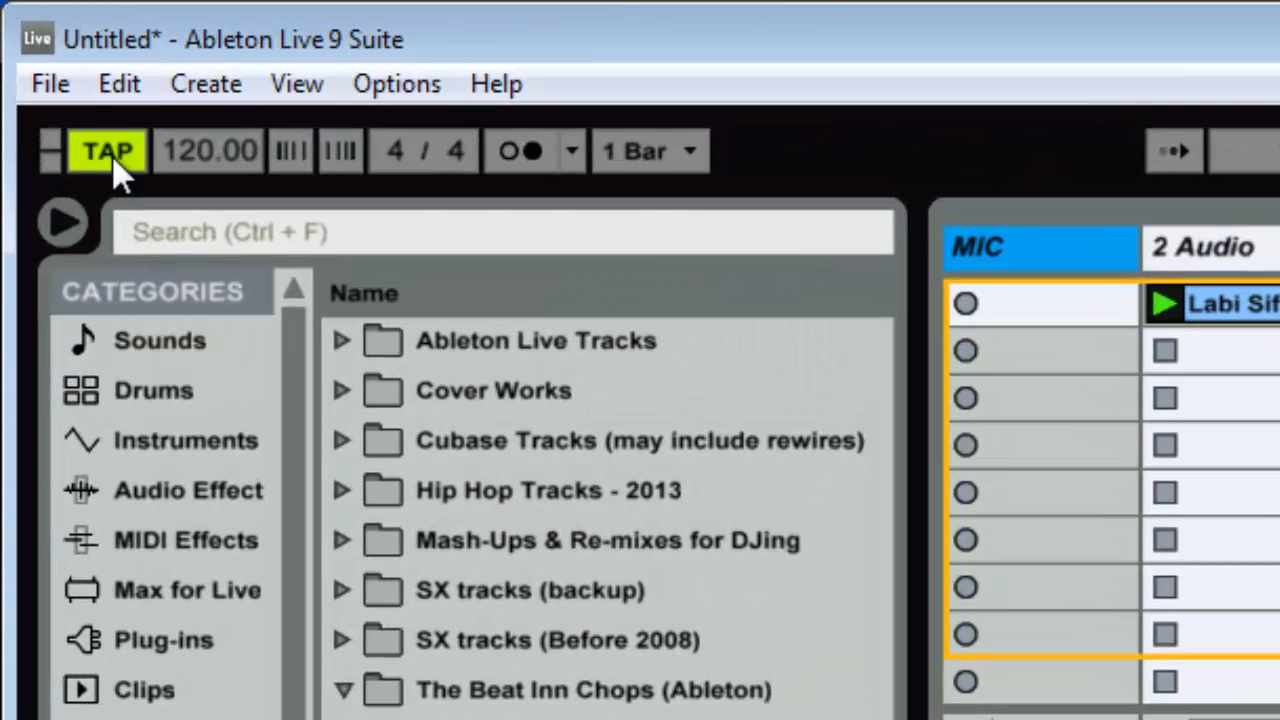 Live Untitled* - Ableton Live 9 Suite
File Edit Create View Options Help
TAP 120.00 4 / 4 1 Bar
Search (Ctrl + F)
MIC 2 Audio
CATEGORIES Name
Labi Sif
Sounds Ableton Live Tracks
Drums Cover Works
Instruments Cubase Tracks (may include rewires)
Audio Effect Hip Hop Tracks - 2013
MIDI Effects Mash-Ups & Re-mixes for DJing
Max for Live SX tracks (backup)
Plug-ins SX tracks (Before 2008)
Clips The Beat Inn Chops (Ableton)